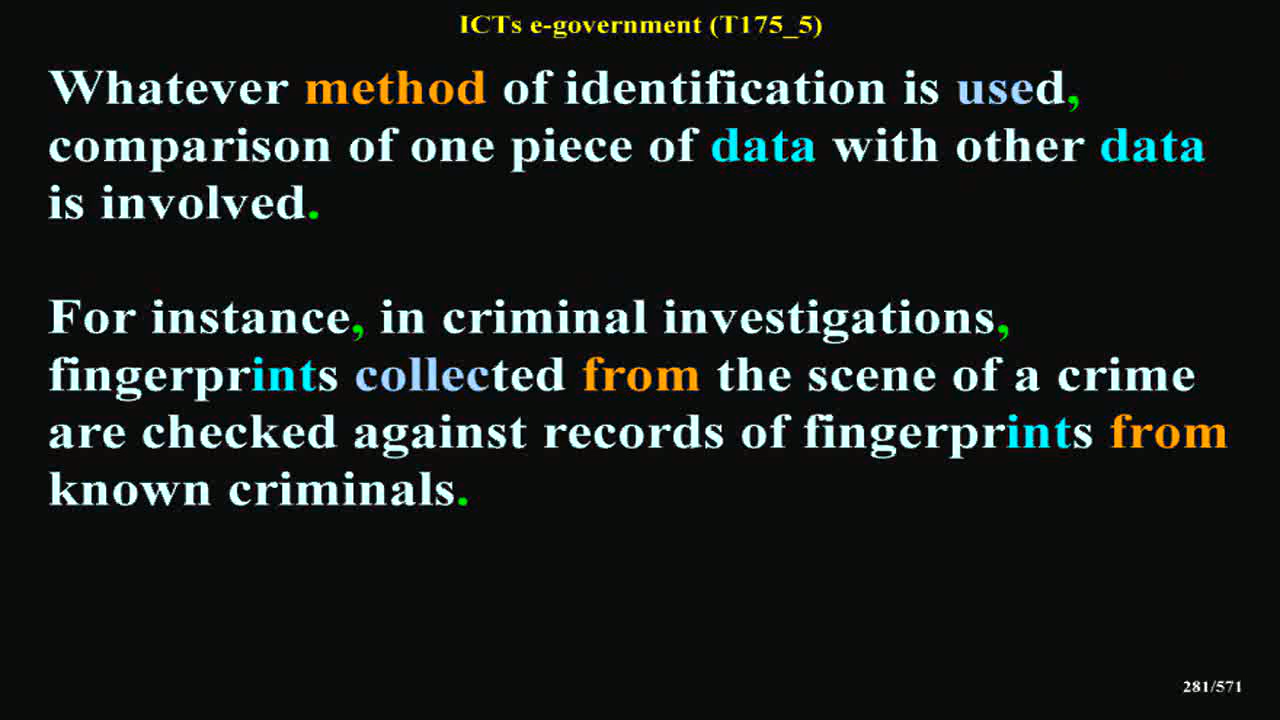 ICTs e-government (T175_5)
Whatever method of identification is used,
comparison of one piece of data with other data
is involved.
For instance, in criminal investigations,
fingerprints collected from the scene of a crime
are checked against records of fingerprints from
known criminals.
281/571